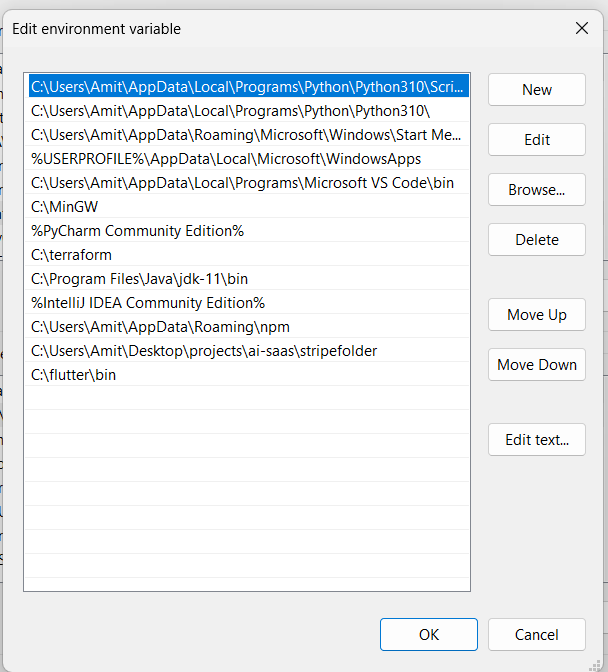 Edit environment variable
C:\Users\Amit\AppData\Local\Programs\Python\Python310\Scri...
C:\Users\Amit\AppData\Local\Programs\Python\Python310\
C:\Users\Amit\AppData\Roaming\Microsoft\Windows\Start Me...
%USERPROFILE%\AppData\Local\Microsoft\WindowsApps
C:\Users\Amit\AppData\Local\Programs\Microsoft VS Code\bin
C:\MinGW
%PyCharm Community Edition%
C:\terraform
C:\Program Files\Java\jdk-11\bin
%IntelliJ IDEA Community Edition%
C:\Users\Amit\AppData\Roaming\npm
C:\Users\Amit\Desktop\projects\ai-saas\stripefolder
C:\flutter\bin
New
Edit
Browse...
Delete
Move Up
Move Down
Edit text...
OK
Cancel